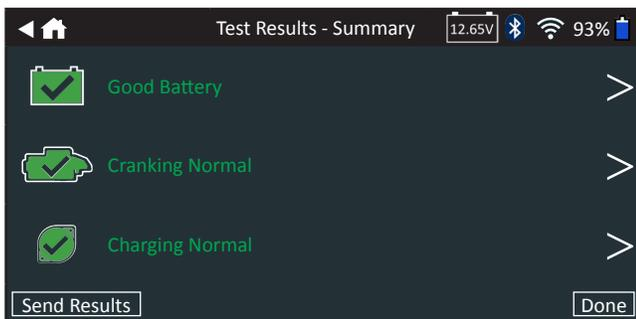 Test Results - Summary 12.65V 93%
Good Battery
Cranking Normal
Charging Normal
Send Results Done